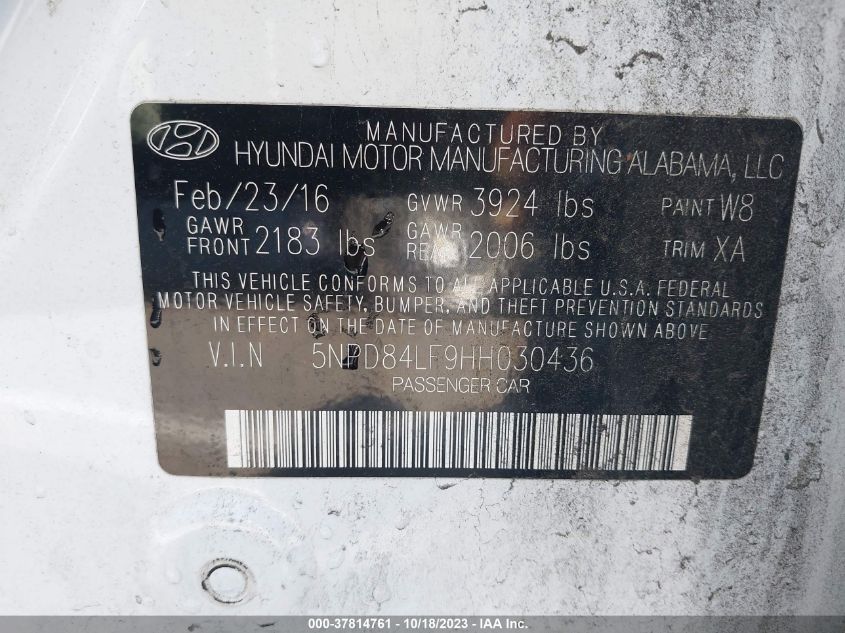 MANUFACTURED BY
HYUNDAI MOTOR MANUFACTURING ALABAMA, LLC
Feb/23/16 GVWR 3924 lbs PAINT W8
GAWR FRONT 2183 lbs GAWR REAR 2006 lbs TRIM XA
THIS VEHICLE CONFORMS TO ALL APPLICABLE U.S.A. FEDERAL
MOTOR VEHICLE SAFETY, BUMPER, AND THEFT PREVENTION STANDARDS
IN EFFECT ON THE DATE OF MANUFACTURE SHOWN ABOVE
V.I.N 5NPD84LF9HH030436
PASSENGER CAR
000-37814761 - 10/18/2023 - IAA Inc.